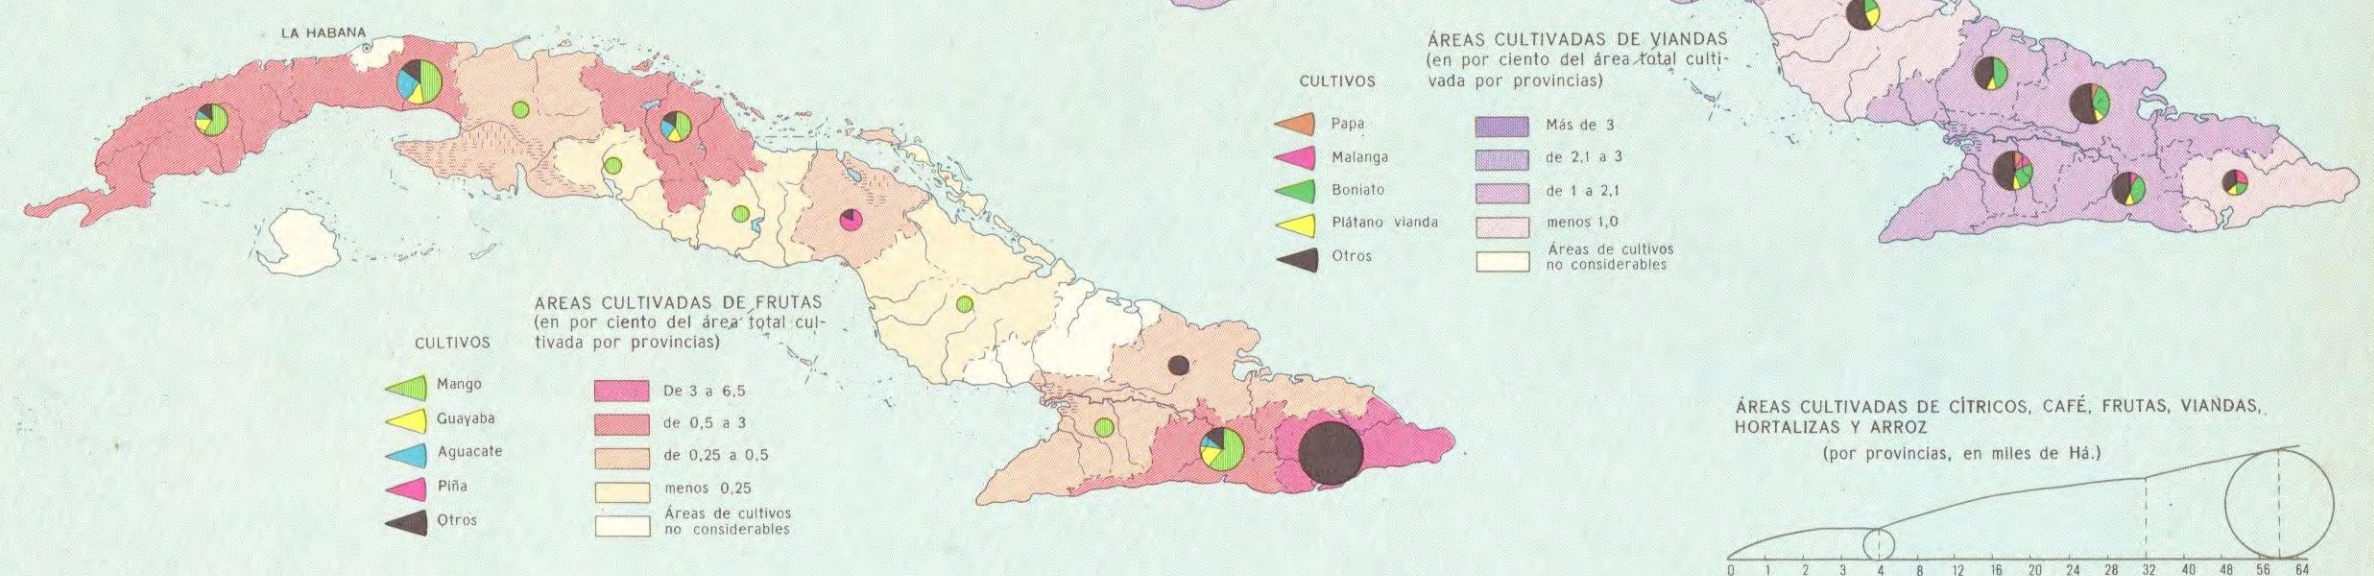 LA HABANA
AREAS CULTIVADAS DE FRUTAS
(en por ciento del área total cul-
tivada por provincias)
CULTIVOS
Mango
Guayaba
Aguacate
Piña
Otros
De 3 a 6,5
de 0,5 a 3
de 0,25 a 0,5
menos 0,25
Áreas de cultivos
no considerables
ÁREAS CULTIVADAS DE VIANDAS
(en por ciento del área total culti-
vada por provincias)
CULTIVOS
Papa
Malanga
Boniato
Plátano vianda
Otros
Más de 3
de 2,1 a 3
de 1 a 2,1
menos 1,0
Áreas de cultivos
no considerables
ÁREAS CULTIVADAS DE CÍTRICOS, CAFÉ, FRUTAS, VIANDAS,
HORTALIZAS Y ARROZ
(por provincias, en miles de Há.)
0 1 2 3 4 8 12 16 20 24 28 32 40 48 56 64